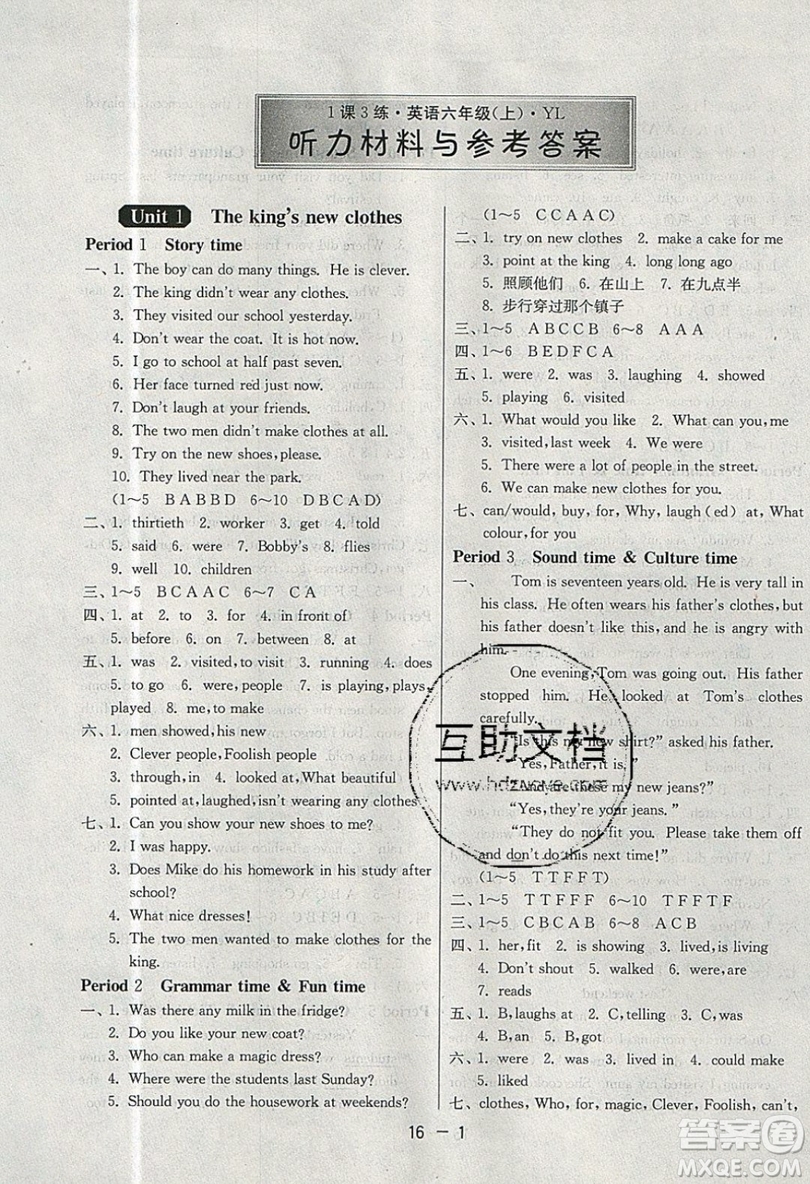 1课3练·英语六年级(上)·YL
听力材料与参考答案
Unit 1 The king's new clothes
Period 1 Story time
一、1. The boy can do many things. He is clever.
2. The king didn't wear any clothes.
3. They visited our school yesterday.
4. Don't wear the coat. It is hot now.
5. I go to school at half past seven.
6. Her face turned red just now.
7. Don't laugh at your friends.
8. The two men didn't make clothes at all.
9. Try on the new shoes,please.
10. They lived near the park.
(1~5 BABBD 6~10 DBCAD)
二、1. thirtieth 2. worker 3. get 4. told
5. said 6. were 7. Bobby's 8. flies
9. well 10. children
三、1~5 BCAAC 6~7 CA
四、1. at 2. to 3. for 4. in front of
5. before 6. on 7. between 8. at
五、1. was 2. visited,to visit 3. running 4. does
5. to go 6. were 7. is playing,plays,
played 8. me,to make
六、1. men showed,his new
2. Clever people,Foolish people
3. through,in 4. looked at,What beautiful
5. pointed at,laughed,isn't wearing any clothes
七、1. Can you show your new shoes to me?
2. I was happy.
3. Does Mike do his homework in his study after
school?
4. What nice dresses!
5. The two men wanted to make clothes for the
king.
Period 2 Grammar time & Fun time
一、1. Was there any milk in the fridge?
2. Do you like your new coat?
3. Who can make a magic dress?
4. Where were the students last Sunday?
5. Should you do the housework at weekends?
(1~5 CCAAC)
二、1. try on new clothes 2. make a cake for me
3. point at the king 4. long long ago
5. 照顾他们 6. 在山上 7. 在九点半
8. 步行穿过那个镇子
三、1~5 ABCCB 6~8 AAA
四、1~6 BEDFCA
五、1. were 2. was 3. laughing 4. showed
5. playing 6. visited
六、1. What would you like 2. What can you,me
3. visited,last week 4. We were
5. There were a lot of people in the street.
6. We can make new clothes for you.
七、can/would, buy, for, Why, laugh(ed) at, What
colour,for you
Period 3 Sound time & Culture time
一、 Tom is seventeen years old. He is very tall in
his class. He often wears his father's clothes,but
his father doesn't like this, and he is angry with
him.
One evening,Tom was going out. His father
stopped him. He looked at Tom's clothes
carefully.
"Is this my new shirt?" asked his father.
"Yes,Father,it is."
"And are these my new jeans?"
"Yes,they're your jeans."
"They do not fit you. Please take them off
and don't do this next time!"
(1~5 TTFFT)
二、1~5 TTFFF 6~10 TFFTF
三、1~5 CBCAB 6~8 ACB
四、1. her,fit 2. is showing 3. lived,is living
4. Don't shout 5. walked 6. were,are
7. reads
五、1. B,laughs at 2. C,telling 3. C,was
4. B,an 5. B,got
六、1. were 2. was 3. lived 4. could make
5. liked
七、clothes, Who, for, magic, Clever, Foolish, can't,
16 - 1
互助文档
答案圈
MXQE.COM